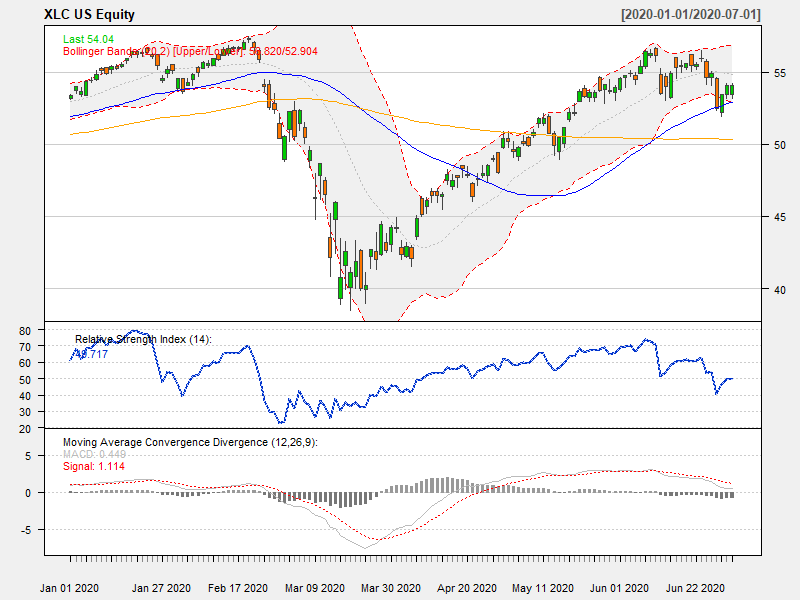 XLC US Equity [2020-01-01/2020-07-01]
Last 54.04
Bollinger Bands (20,2) [Upper/Lower]: 56.820/52.904
55
50
45
40
Relative Strength Index (14):
49.717
80
70
60
50
40
30
20
Moving Average Convergence Divergence (12,26,9):
MACD: 0.449
Signal: 1.114
5
0
-5
Jan 01 2020 Jan 27 2020 Feb 17 2020 Mar 09 2020 Mar 30 2020 Apr 20 2020 May 11 2020 Jun 01 2020 Jun 22 2020